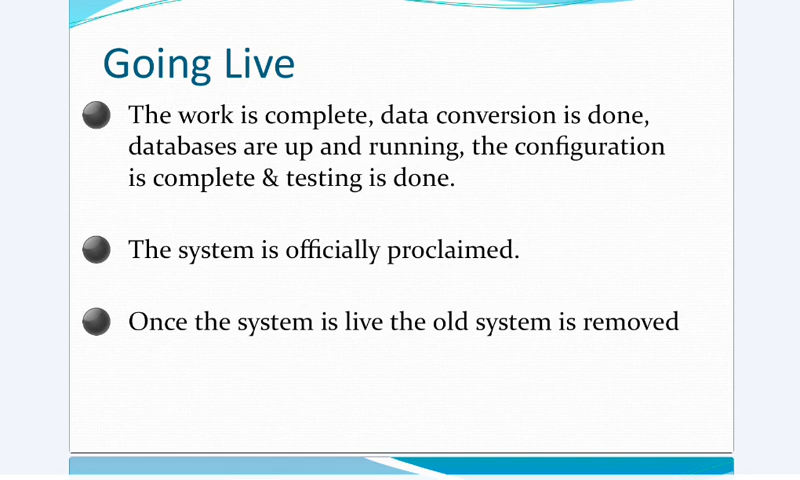 Going Live
The work is complete, data conversion is done,
databases are up and running, the configuration
is complete & testing is done.
The system is officially proclaimed.
Once the system is live the old system is removed